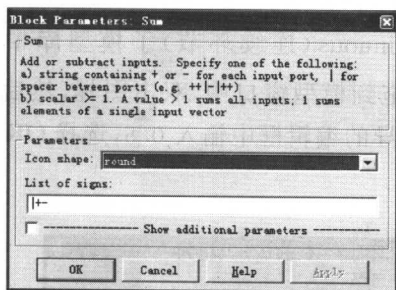 Block Parameters: Sum
Sum
Add or subtract inputs. Specify one of the following:
a) string containing + or - for each input port, | for
spacer between ports (e.g. ++|-|++)
b) scalar >= 1. A value > 1 sums all inputs; 1 sums
elements of a single input vector
Parameters
Icon shape: round
List of signs:
|+-
Show additional parameters
OK Cancel Help Apply